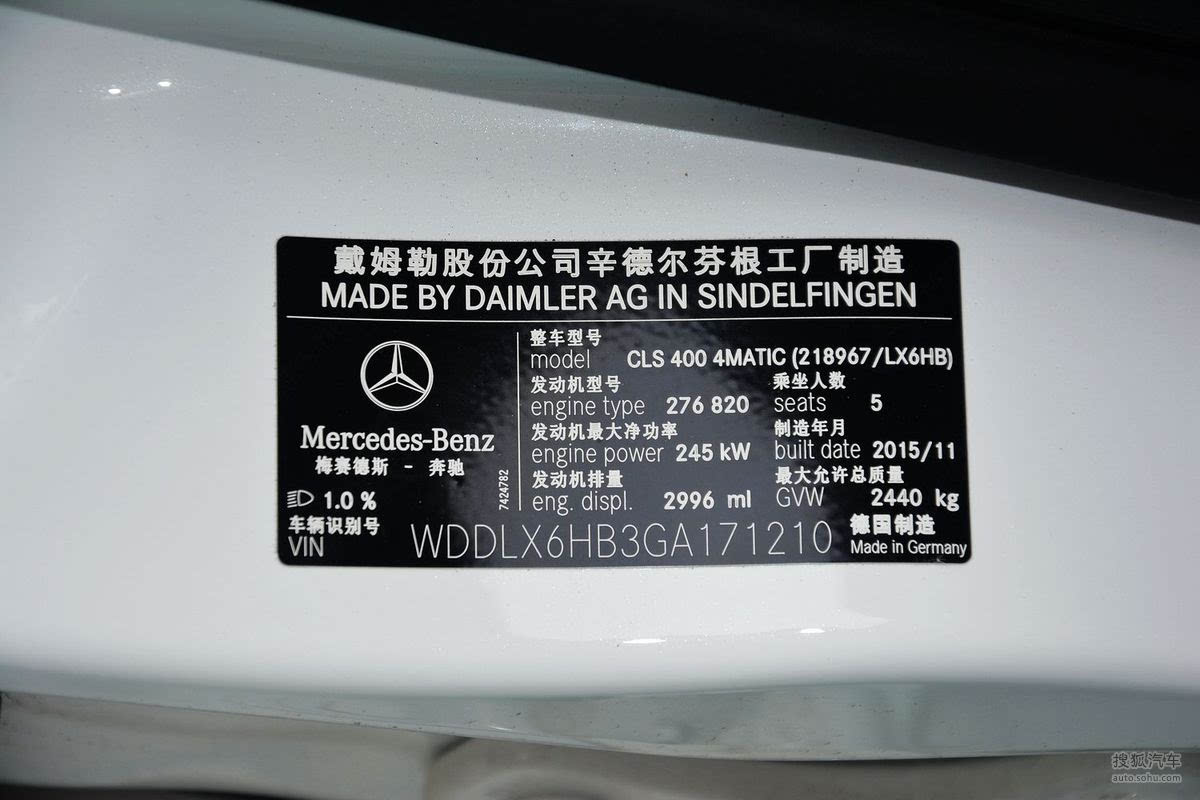 戴姆勒股份公司辛德尔芬根工厂制造
MADE BY DAIMLER AG IN SINDELFINGEN
整车型号
model CLS 400 4MATIC (218967/LX6HB)
发动机型号 乘坐人数
engine type 276 820 seats 5
发动机最大净功率 制造年月
engine power 245 kW built date 2015/11
发动机排量 最大允许总质量
eng. displ. 2996 ml GVW 2440 kg
Mercedes-Benz
梅赛德斯 - 奔驰
1.0 %
7424782
车辆识别号
VIN WDDLX6HB3GA171210
德国制造
Made in Germany
搜狐汽车
auto.sohu.com